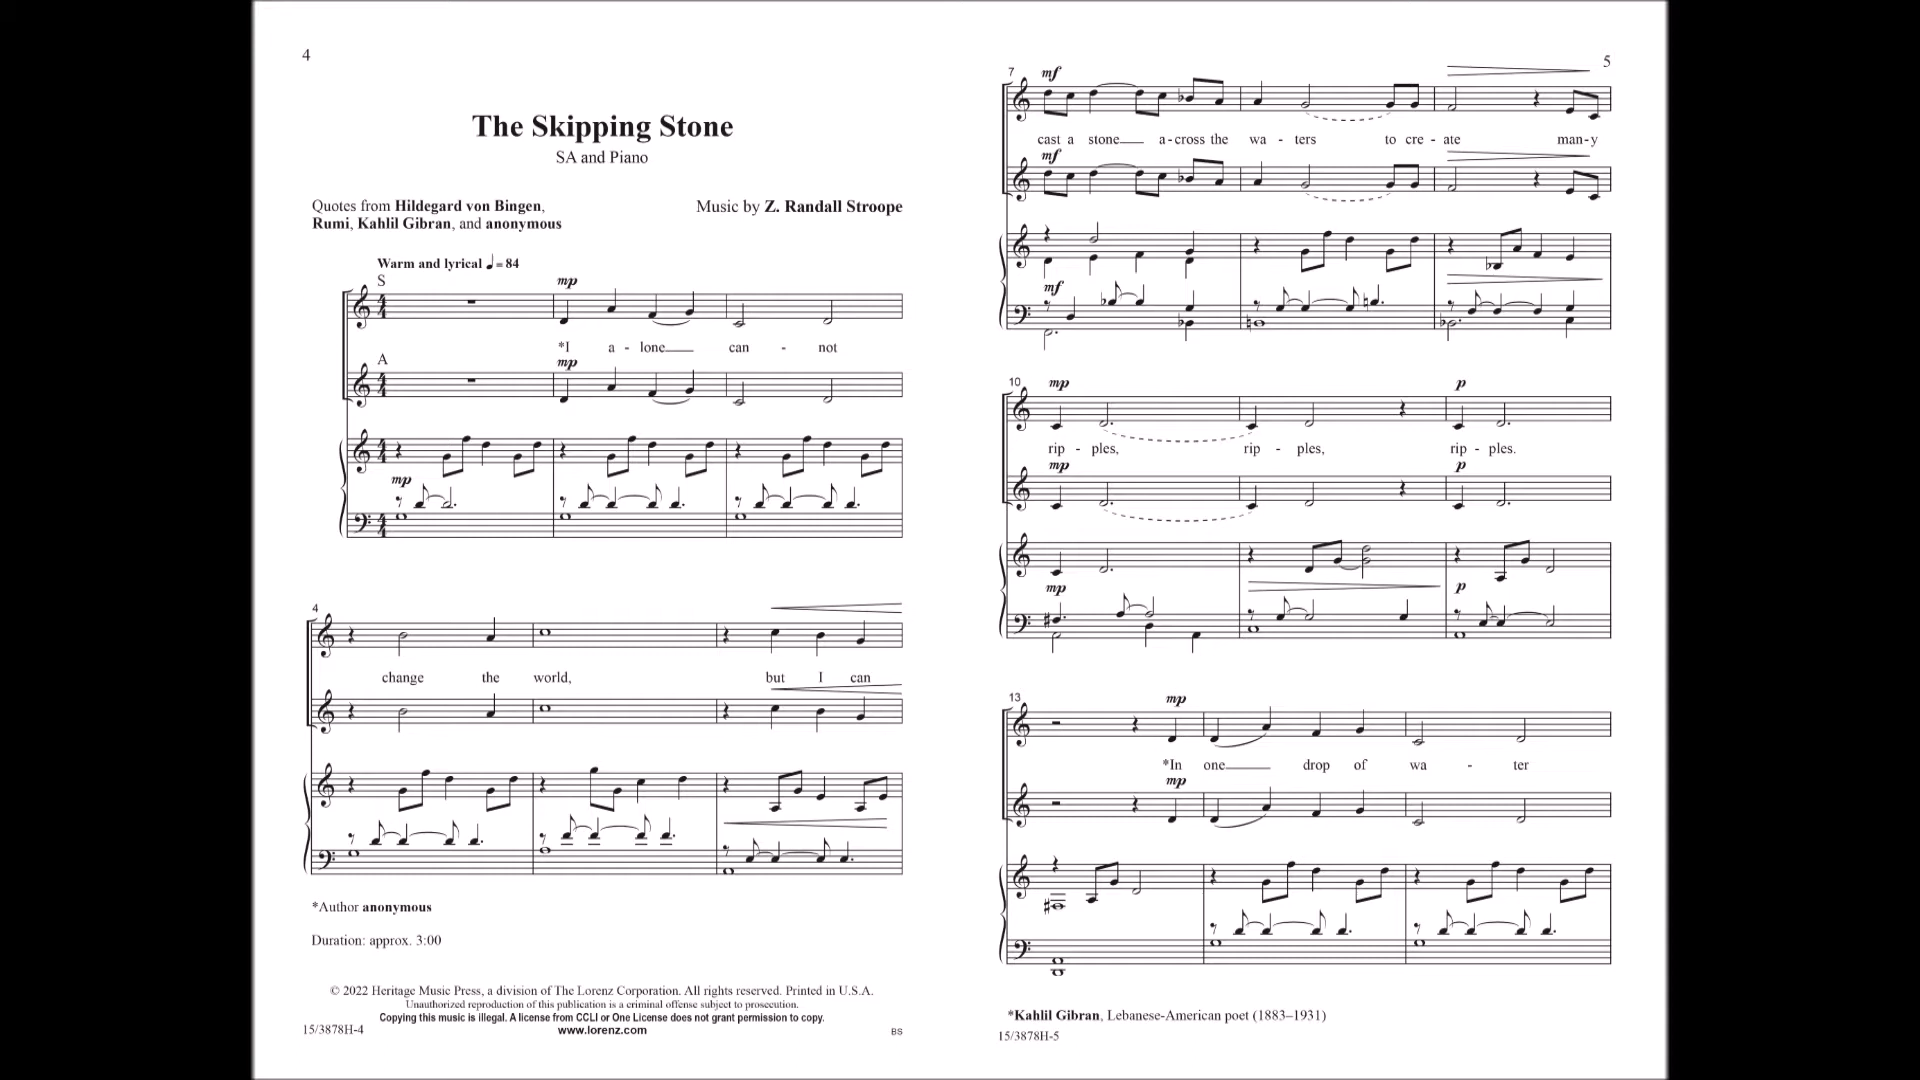 4
The Skipping Stone
SA and Piano
Quotes from Hildegard von Bingen,
Rumi, Kahlil Gibran, and anonymous
Music by Z. Randall Stroope
Warm and lyrical ♩ = 84
S
mp
*I a - lone can - not
A
mp
mp
4
change the world, but I can
*Author anonymous
Duration: approx. 3:00
© 2022 Heritage Music Press, a division of The Lorenz Corporation. All rights reserved. Printed in U.S.A.
Unauthorized reproduction of this publication is a criminal offense subject to prosecution.
Copying this music is illegal. A license from CCLI or One License does not grant permission to copy.
www.lorenz.com
15/3878H-4
BS
5
7
mf
cast a stone a - cross the wa - ters to cre - ate man - y
mf
mf
10
mp p
rip - ples, rip - ples, rip - ples.
mp p
mp p
13
mp
*In one drop of wa - ter
mp
*Kahlil Gibran, Lebanese-American poet (1883–1931)
15/3878H-5